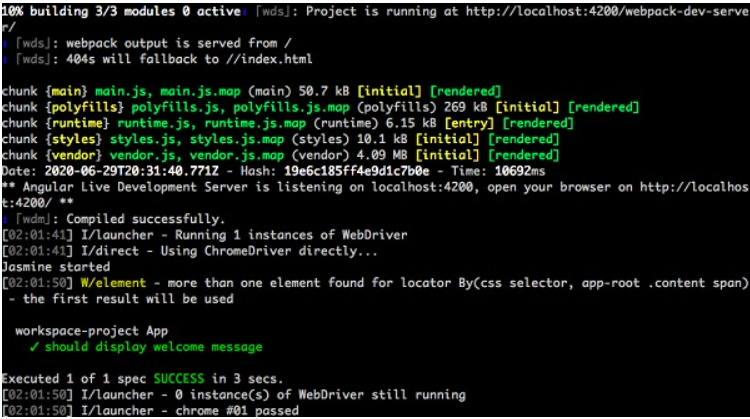 10% building 3/3 modules 0 activeℹ ｢wds｣: Project is running at http://localhost:4200/webpack-dev-serve
r/
ℹ ｢wds｣: webpack output is served from /
ℹ ｢wds｣: 404s will fallback to //index.html
chunk {main} main.js, main.js.map (main) 50.7 kB [initial] [rendered]
chunk {polyfills} polyfills.js, polyfills.js.map (polyfills) 269 kB [initial] [rendered]
chunk {runtime} runtime.js, runtime.js.map (runtime) 6.15 kB [entry] [rendered]
chunk {styles} styles.js, styles.js.map (styles) 10.1 kB [initial] [rendered]
chunk {vendor} vendor.js, vendor.js.map (vendor) 4.09 MB [initial] [rendered]
Date: 2020-06-29T20:31:40.771Z - Hash: 19e6c185ff4e9d1c7b0e - Time: 10692ms
** Angular Live Development Server is listening on localhost:4200, open your browser on http://localhos
t:4200/ **
ℹ ｢wdm｣: Compiled successfully.
[02:01:41] I/launcher - Running 1 instances of WebDriver
[02:01:41] I/direct - Using ChromeDriver directly...
Jasmine started
[02:01:50] W/element - more than one element found for locator By(css selector, app-root .content span)
- the first result will be used
workspace-project App
✓ should display welcome message
Executed 1 of 1 spec SUCCESS in 3 secs.
[02:01:50] I/launcher - 0 instance(s) of WebDriver still running
[02:01:50] I/launcher - chrome #01 passed